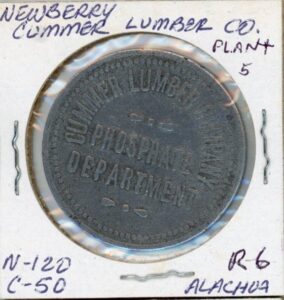 NEWBERRY
CUMMER LUMBER CO.
PLANT
5
CUMMER LUMBER COMPANY
PHOSPHATE
DEPARTMENT
N-120
C-50
R-6
ALACHUA